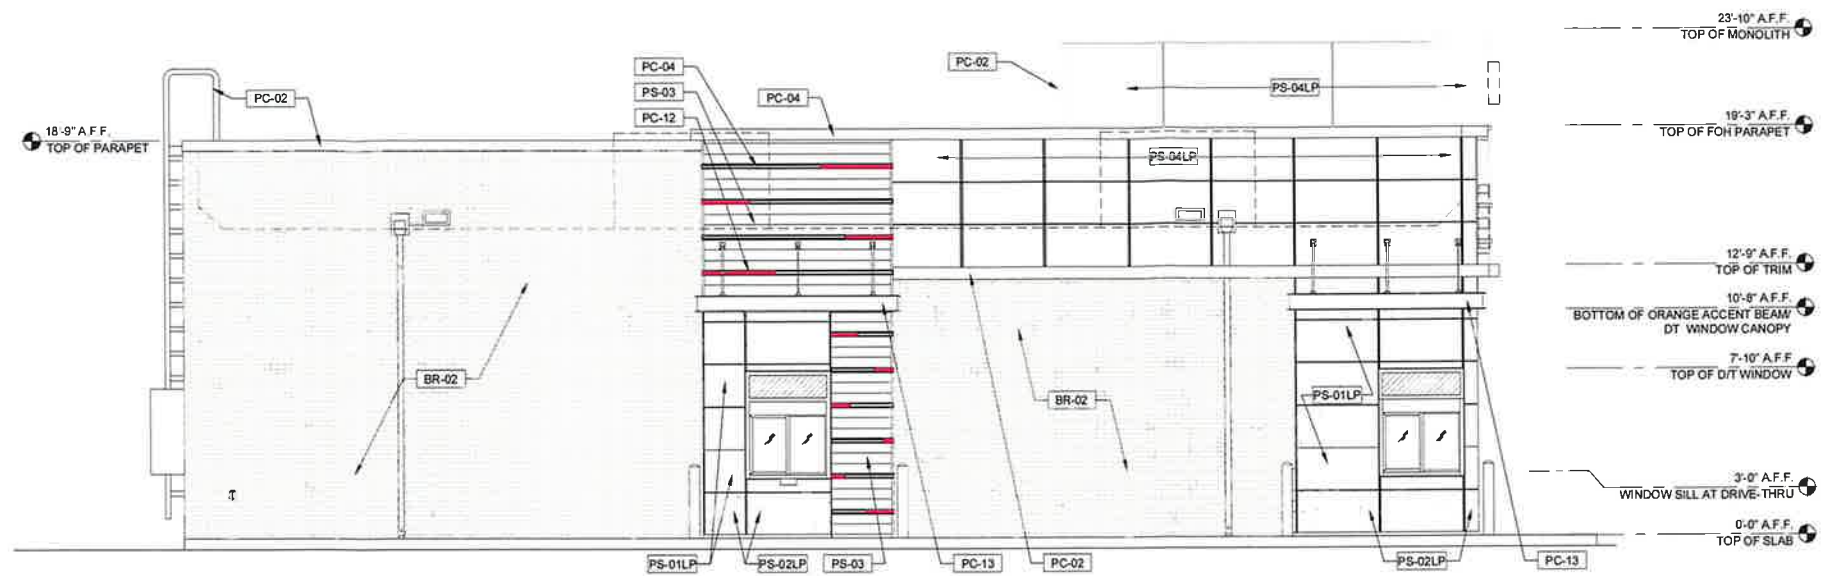 23'-10" A.F.F.
TOP OF MONOLITH
PC-02
PC-04
PS-03
PC-12
PC-04
PC-02
PS-04LP
18'-9" A F F.
TOP OF PARAPET
19'-3" A.F.F.
TOP OF FOH PARAPET
PS-04LP
12'-9" A.F.F.
TOP OF TRIM
10'-8" A.F.F.
BOTTOM OF ORANGE ACCENT BEAM/
DT WINDOW CANOPY
7'-10" A.F.F
TOP OF D/T WINDOW
BR-02
BR-02
PS-01LP
3'-0" A.F.F.
WINDOW SILL AT DRIVE-THRU
0'-0" A.F.F.
TOP OF SLAB
PS-01LP
PS-02LP
PS-03
PC-13
PC-02
PS-02LP
PC-13